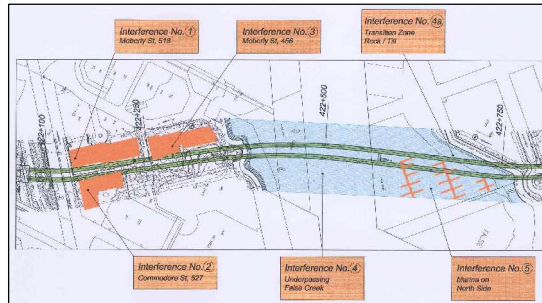 Interference No. 1
Moberly St, 518
Interference No. 3
Moberly St, 456
Interference No. 4a
Transition Zone
Rock / Till
422+100
422+250
422+500
422+750
Interference No. 2
Commodore St, 527
Interference No. 4
Underpassing
False Creek
Interference No. 5
Marina on
North Side